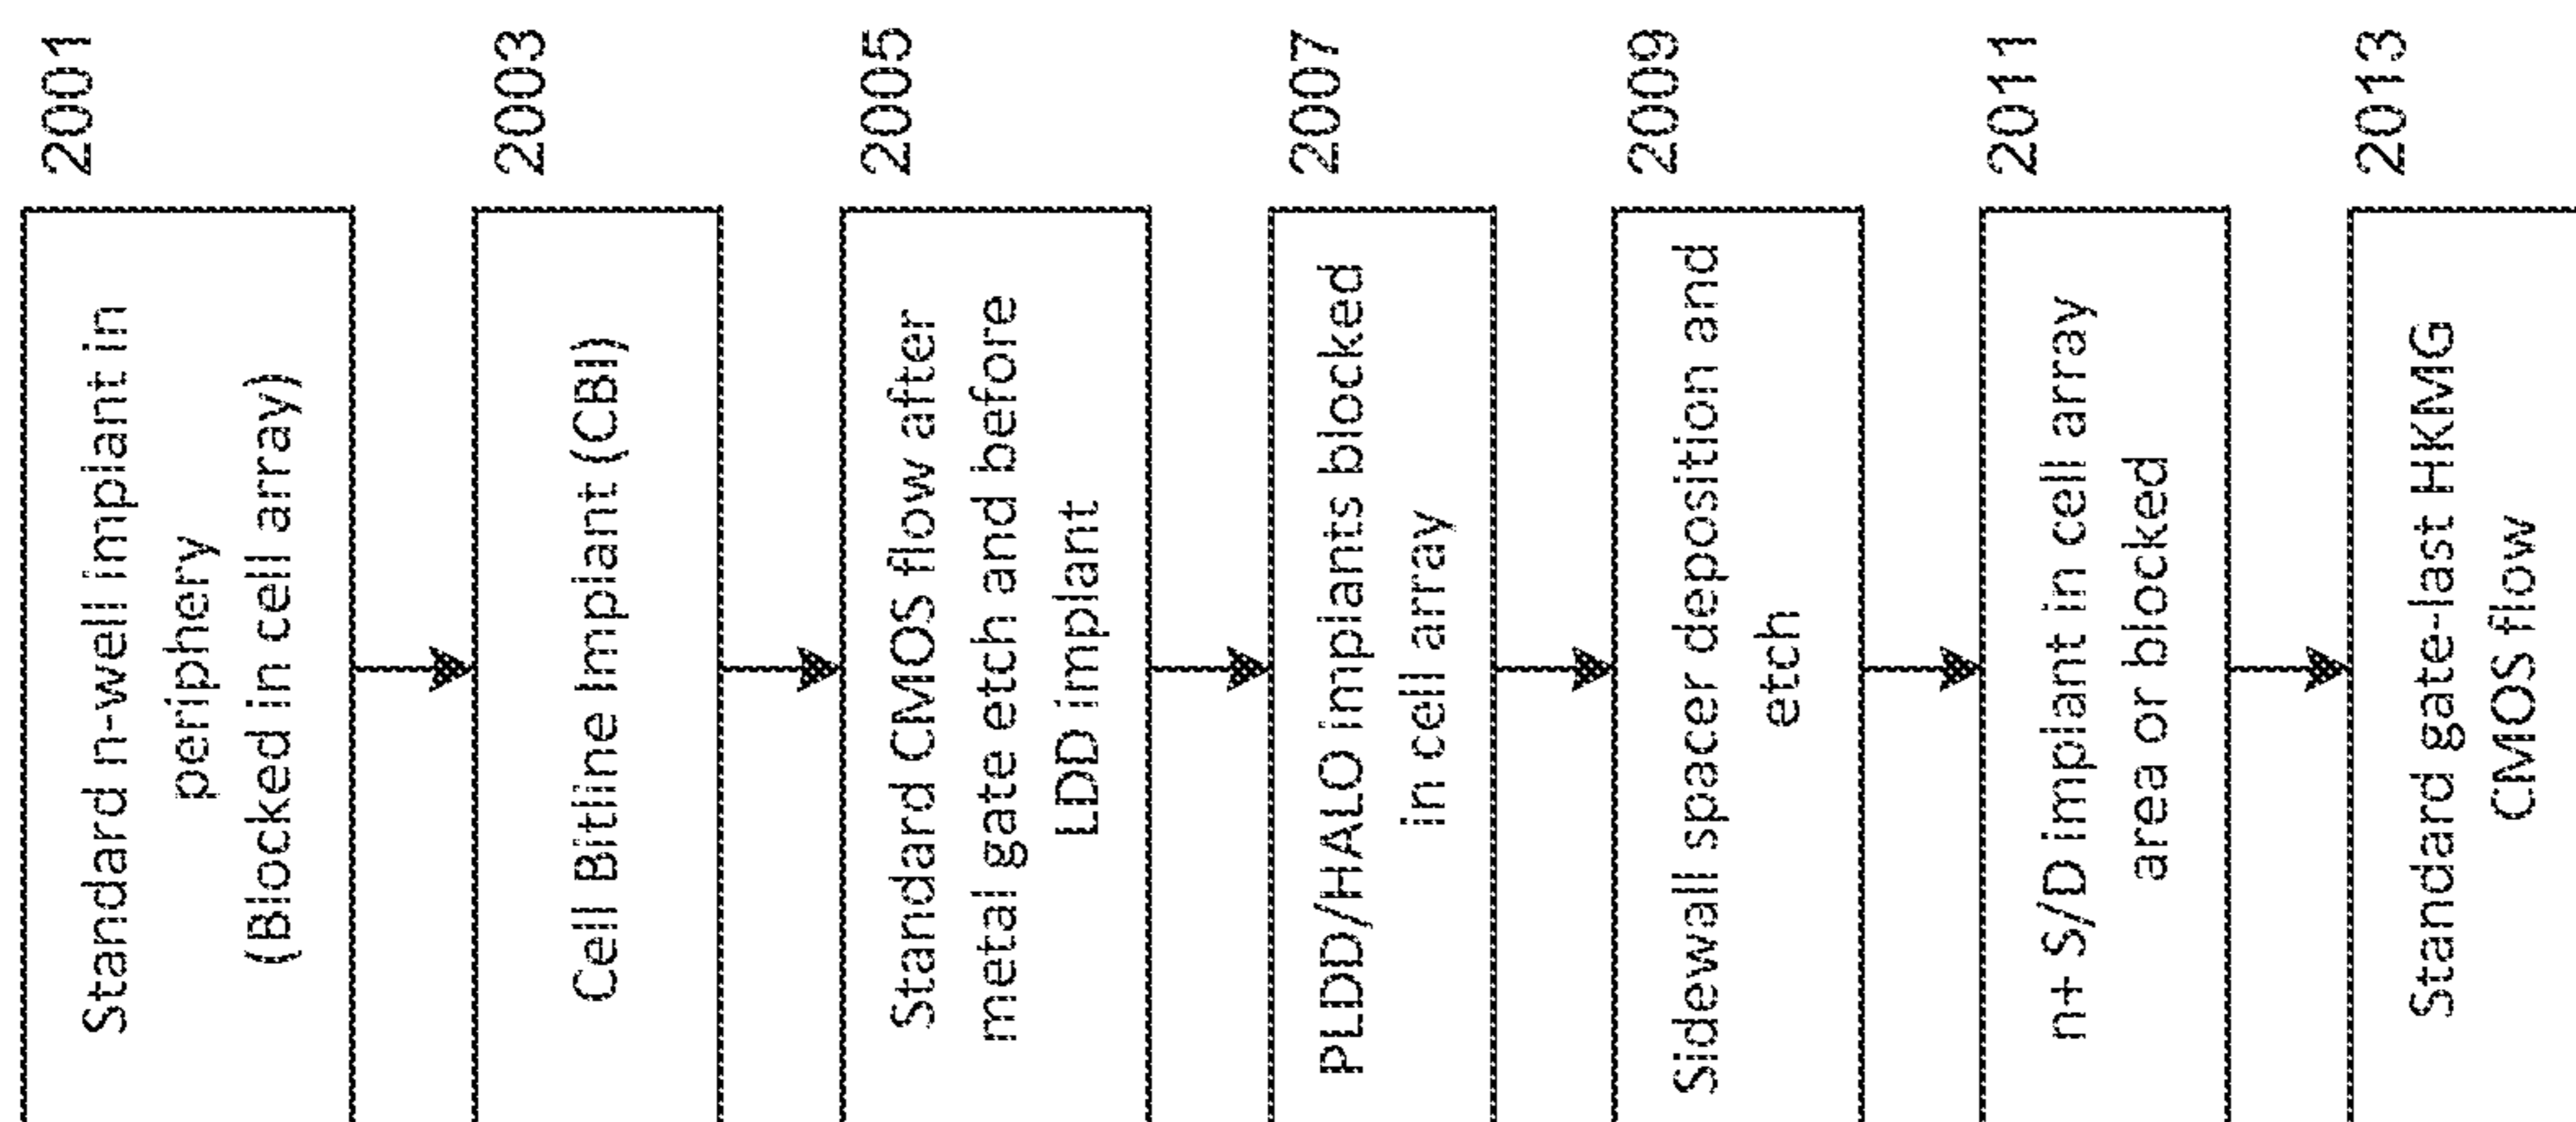 2001
Standard n-well implant in
periphery
(Blocked in cell array)
2003
Cell Bitline Implant (CBI)
2005
Standard CMOS flow after
metal gate etch and before
LDD implant
2007
PLDD/HALO implants blocked
in cell array
2009
Sidewall spacer deposition and
etch
2011
n+ S/D implant in cell array
area or blocked
2013
Standard gate-last HKMG
CMOS flow